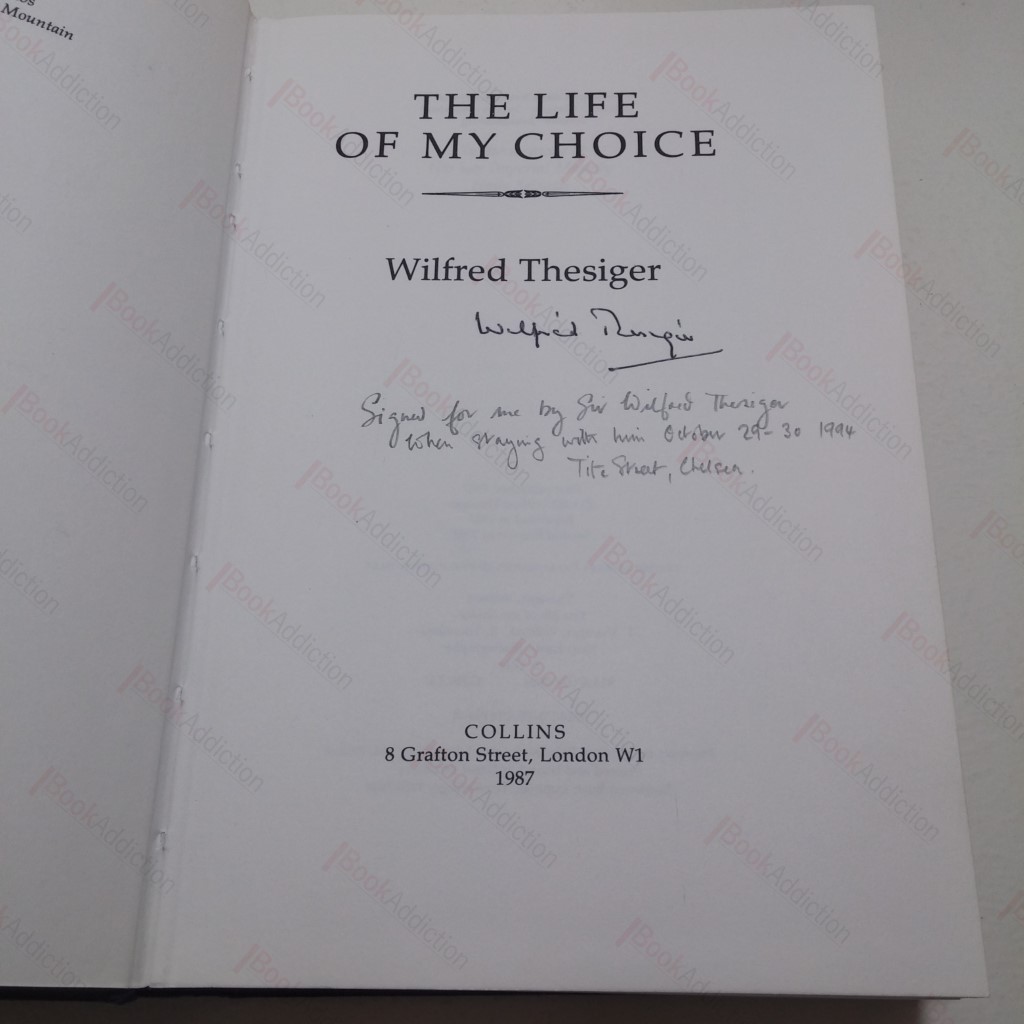 Mountain
THE LIFE
OF MY CHOICE
Wilfred Thesiger
Wilfred Thesiger
Signed for me by Sir Wilfred Thesiger
when staying with him October 29-30 1994
Tite Street, Chelsea.
COLLINS
8 Grafton Street, London W1
1987
BookAddiction